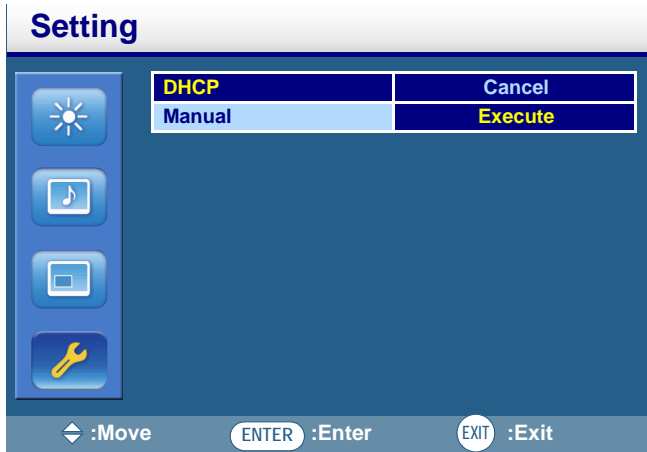 Setting
DHCP Cancel
Manual Execute
:Move ENTER :Enter EXIT :Exit